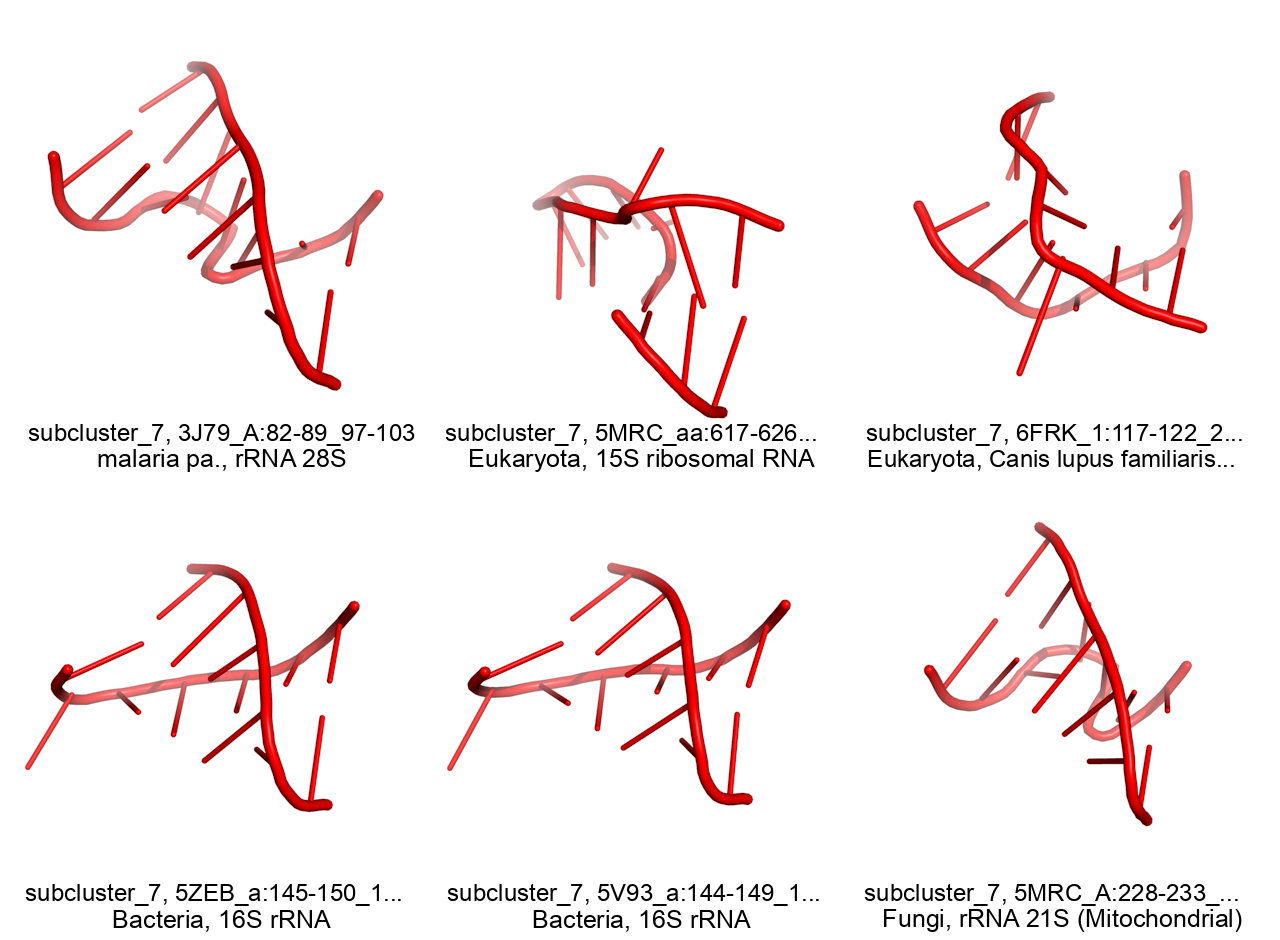 subcluster_7, 3J79_A:82-89_97-103
malaria pa., rRNA 28S
subcluster_7, 5MRC_aa:617-626...
Eukaryota, 15S ribosomal RNA
subcluster_7, 6FRK_1:117-122_2...
Eukaryota, Canis lupus familiaris...
subcluster_7, 5ZEB_a:145-150_1...
Bacteria, 16S rRNA
subcluster_7, 5V93_a:144-149_1...
Bacteria, 16S rRNA
subcluster_7, 5MRC_A:228-233_...
Fungi, rRNA 21S (Mitochondrial)